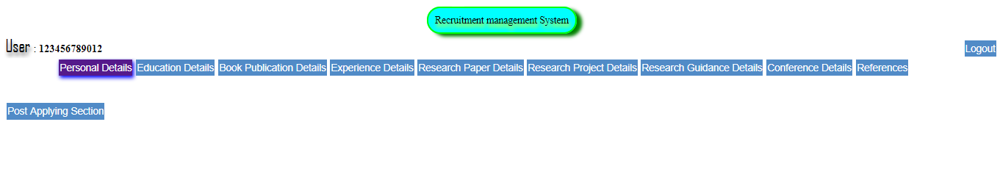 Recruitment management System
User : 123456789012 Logout
Personal Details Education Details Book Publication Details Experience Details Research Paper Details Research Project Details Research Guidance Details Conference Details References
Post Applying Section